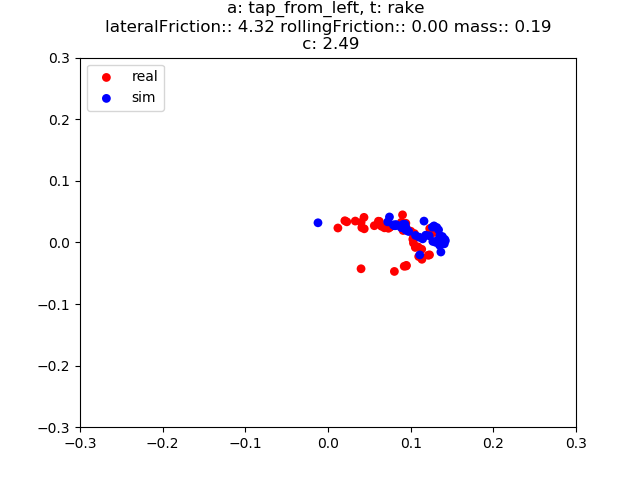 a: tap_from_left, t: rake
lateralFriction:: 4.32 rollingFriction:: 0.00 mass:: 0.19
c: 2.49
real
sim
0.3
0.2
0.1
0.0
−0.1
−0.2
−0.3
−0.3 −0.2 −0.1 0.0 0.1 0.2 0.3